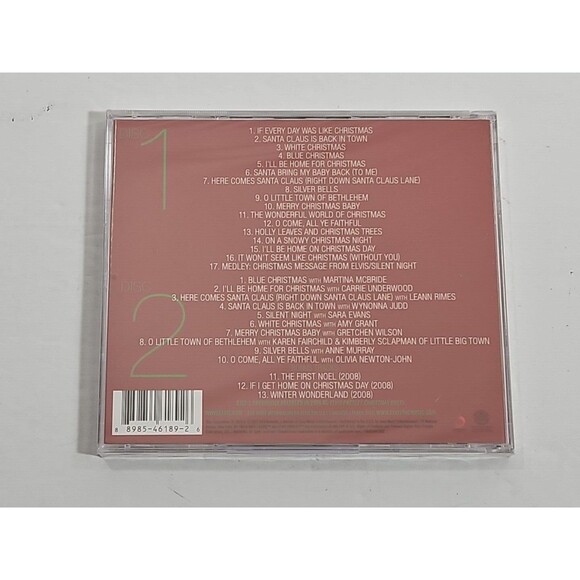 DISC 1
1. IF EVERY DAY WAS LIKE CHRISTMAS
2. SANTA CLAUS IS BACK IN TOWN
3. WHITE CHRISTMAS
4. BLUE CHRISTMAS
5. I'LL BE HOME FOR CHRISTMAS
6. SANTA BRING MY BABY BACK (TO ME)
7. HERE COMES SANTA CLAUS (RIGHT DOWN SANTA CLAUS LANE)
8. SILVER BELLS
9. O LITTLE TOWN OF BETHLEHEM
10. MERRY CHRISTMAS BABY
11. THE WONDERFUL WORLD OF CHRISTMAS
12. O COME, ALL YE FAITHFUL
13. HOLLY LEAVES AND CHRISTMAS TREES
14. ON A SNOWY CHRISTMAS NIGHT
15. I'LL BE HOME ON CHRISTMAS DAY
16. IT WON'T SEEM LIKE CHRISTMAS (WITHOUT YOU)
17. MEDLEY: CHRISTMAS MESSAGE FROM ELVIS/SILENT NIGHT
DISC 2
1. BLUE CHRISTMAS WITH MARTINA MCBRIDE
2. I'LL BE HOME FOR CHRISTMAS WITH CARRIE UNDERWOOD
3. HERE COMES SANTA CLAUS (RIGHT DOWN SANTA CLAUS LANE) WITH LEANN RIMES
4. SANTA CLAUS IS BACK IN TOWN WITH WYNONNA JUDD
5. SILENT NIGHT WITH SARA EVANS
6. WHITE CHRISTMAS WITH AMY GRANT
7. MERRY CHRISTMAS BABY WITH GRETCHEN WILSON
8. O LITTLE TOWN OF BETHLEHEM WITH KAREN FAIRCHILD & KIMBERLY SCLAPMAN OF LITTLE BIG TOWN
9. SILVER BELLS WITH ANNE MURRAY
10. O COME, ALL YE FAITHFUL WITH OLIVIA NEWTON-JOHN
11. THE FIRST NOEL (2008)
12. IF I GET HOME ON CHRISTMAS DAY (2008)
13. WINTER WONDERLAND (2008)
8 8985-46189-2 6